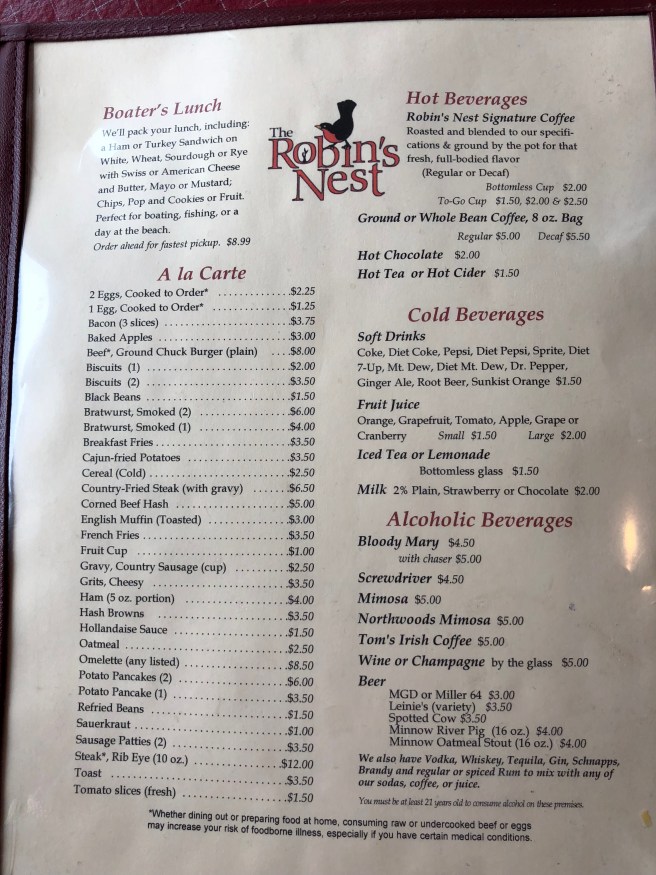 Boater's Lunch
We'll pack your lunch, including:
a Ham or Turkey Sandwich on
White, Wheat, Sourdough or Rye
with Swiss or American Cheese
and Butter, Mayo or Mustard;
Chips, Pop and Cookies or Fruit.
Perfect for boating, fishing, or a
day at the beach.
Order ahead for fastest pickup. $8.99
A la Carte
2 Eggs, Cooked to Order* ..............$2.25
1 Egg, Cooked to Order* ..............$1.25
Bacon (3 slices) ..............$3.75
Baked Apples ..............$3.00
Beef*, Ground Chuck Burger (plain) ....$8.00
Biscuits (1) ..............$2.00
Biscuits (2) ..............$3.50
Black Beans ..............$1.50
Bratwurst, Smoked (2) ..............$6.00
Bratwurst, Smoked (1) ..............$4.00
Breakfast Fries ..............$3.50
Cajun-fried Potatoes ..............$3.50
Cereal (Cold) ..............$2.50
Country-Fried Steak (with gravy) .......$6.50
Corned Beef Hash ..............$5.00
English Muffin (Toasted) ..............$3.00
French Fries ..............$3.50
Fruit Cup ..............$1.00
Gravy, Country Sausage (cup) ..........$2.50
Grits, Cheesy ..............$3.50
Ham (5 oz. portion) ..............$4.00
Hash Browns ..............$3.50
Hollandaise Sauce ..............$1.50
Oatmeal ..............$2.50
Omelette (any listed) ..............$8.50
Potato Pancakes (2) ..............$6.00
Potato Pancake (1) ..............$3.50
Refried Beans ..............$1.50
Sauerkraut ..............$1.00
Sausage Patties (2) ..............$3.50
Steak*, Rib Eye (10 oz.) ..............$12.00
Toast ..............$3.50
Tomato slices (fresh) ..............$1.50
The
Robin's
Nest
Hot Beverages
Robin's Nest Signature Coffee
Roasted and blended to our specifi-
cations & ground by the pot for that
fresh, full-bodied flavor
(Regular or Decaf)
Bottomless Cup $2.00
To-Go Cup $1.50, $2.00 & $2.50
Ground or Whole Bean Coffee, 8 oz. Bag
Regular $5.00 Decaf $5.50
Hot Chocolate $2.00
Hot Tea or Hot Cider $1.50
Cold Beverages
Soft Drinks
Coke, Diet Coke, Pepsi, Diet Pepsi, Sprite, Diet
7-Up, Mt. Dew, Diet Mt. Dew, Dr. Pepper,
Ginger Ale, Root Beer, Sunkist Orange $1.50
Fruit Juice
Orange, Grapefruit, Tomato, Apple, Grape or
Cranberry Small $1.50 Large $2.00
Iced Tea or Lemonade
Bottomless glass $1.50
Milk 2% Plain, Strawberry or Chocolate $2.00
Alcoholic Beverages
Bloody Mary $4.50
with chaser $5.00
Screwdriver $4.50
Mimosa $5.00
Northwoods Mimosa $5.00
Tom's Irish Coffee $5.00
Wine or Champagne by the glass $5.00
Beer
MGD or Miller 64 $3.00
Leinie's (variety) $3.50
Spotted Cow $3.50
Minnow River Pig (16 oz.) $4.00
Minnow Oatmeal Stout (16 oz.) $4.00
We also have Vodka, Whiskey, Tequila, Gin, Schnapps,
Brandy and regular or spiced Rum to mix with any of
our sodas, coffee, or juice.
You must be at least 21 years old to consume alcohol on these premises.
*Whether dining out or preparing food at home, consuming raw or undercooked beef or eggs
may increase your risk of foodborne illness, especially if you have certain medical conditions.